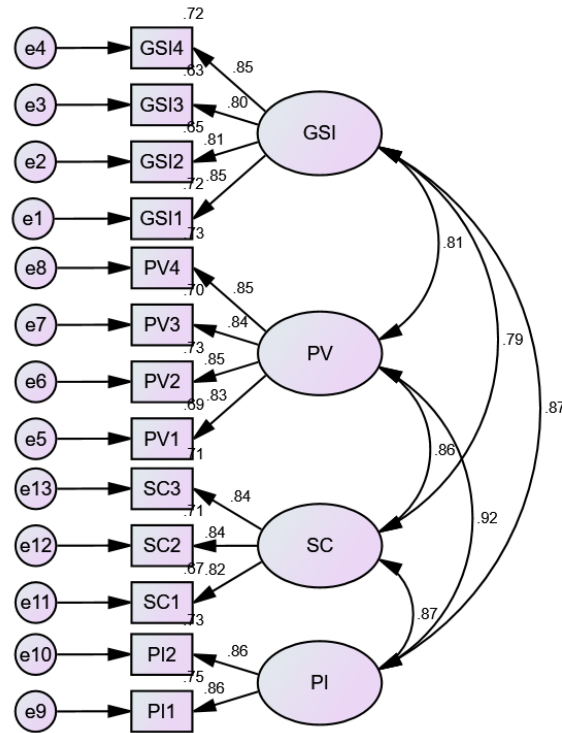 .72
e4 GSI4 .85
.63
e3 GSI3 .80 GSI
.65
e2 GSI2 .81
.72 .85
e1 GSI1
.73
.81
e8 PV4 .85
.70
e7 PV3 .84 PV .79
.73
e6 PV2 .85
.69 .83 .87
e5 PV1
.71 .86
e13 SC3 .84
.71
e12 SC2 .84 SC .92
.67 .82
e11 SC1
.73 .87
e10 PI2 .86
.75 PI
e9 PI1 .86